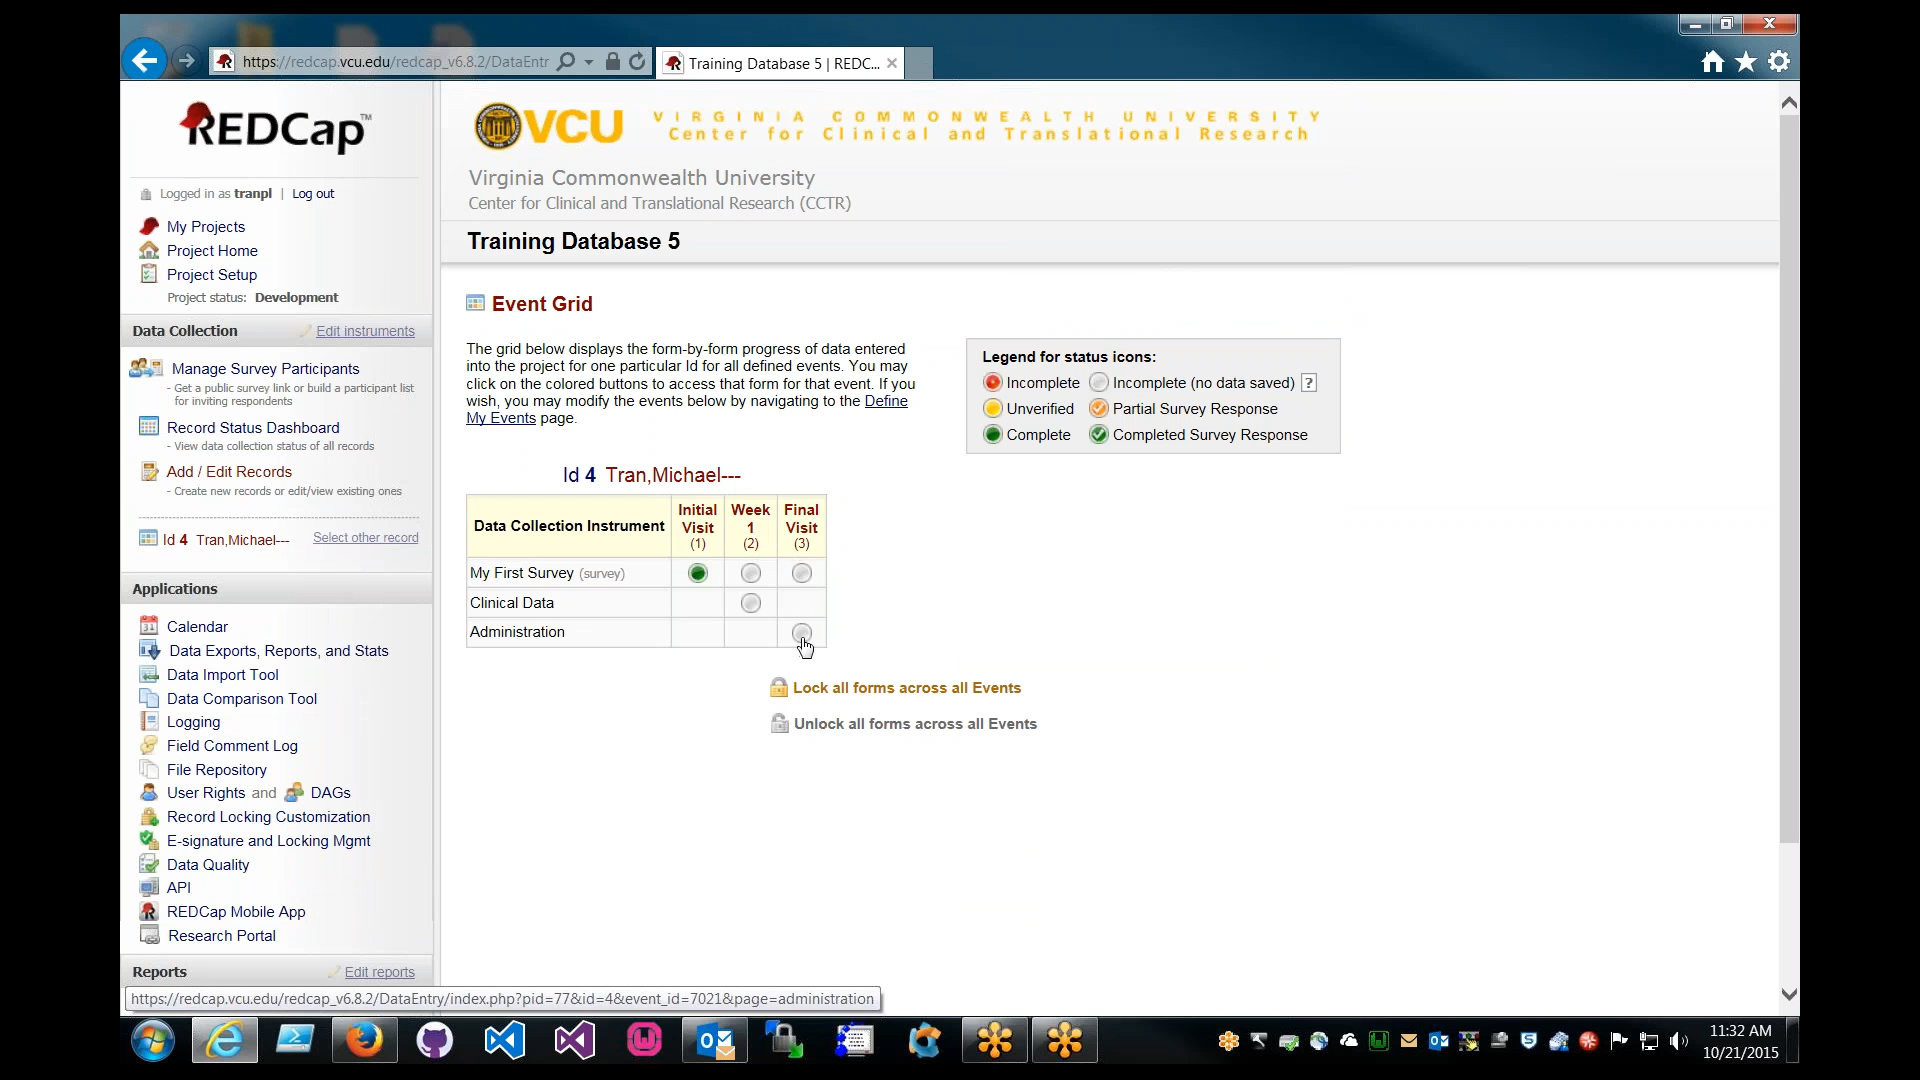 https://redcap.vcu.edu/redcap_v6.8.2/DataEntr
Training Database 5 | REDC...
REDCap™
Logged in as tranpl | Log out
My Projects
Project Home
Project Setup
Project status: Development
Data Collection
Edit instruments
Manage Survey Participants
- Get a public survey link or build a participant list
for inviting respondents
Record Status Dashboard
- View data collection status of all records
Add / Edit Records
- Create new records or edit/view existing ones
Id 4 Tran,Michael---
Select other record
Applications
Calendar
Data Exports, Reports, and Stats
Data Import Tool
Data Comparison Tool
Logging
Field Comment Log
File Repository
User Rights and DAGs
Record Locking Customization
E-signature and Locking Mgmt
Data Quality
API
REDCap Mobile App
Research Portal
Reports
Edit reports
https://redcap.vcu.edu/redcap_v6.8.2/DataEntry/index.php?pid=77&id=4&event_id=7021&page=administration
VCU
VIRGINIA COMMONWEALTH UNIVERSITY
Center for Clinical and Translational Research
Virginia Commonwealth University
Center for Clinical and Translational Research (CCTR)
Training Database 5
Event Grid
The grid below displays the form-by-form progress of data entered
into the project for one particular Id for all defined events. You may
click on the colored buttons to access that form for that event. If you
wish, you may modify the events below by navigating to the Define
My Events page.
Legend for status icons:
Incomplete Incomplete (no data saved) ?
Unverified Partial Survey Response
Complete Completed Survey Response
Id 4 Tran,Michael---
Data Collection Instrument
Initial
Visit
(1)
Week
1
(2)
Final
Visit
(3)
My First Survey (survey)
Clinical Data
Administration
Lock all forms across all Events
Unlock all forms across all Events
11:32 AM
10/21/2015